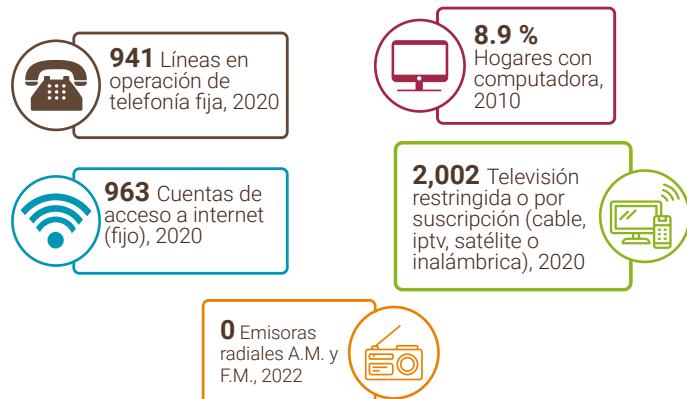 941 Líneas en
operación de
telefonía fija, 2020
8.9 %
Hogares con
computadora,
2010
963 Cuentas de
acceso a internet
(fijo), 2020
2,002 Televisión
restringida o por
suscripción (cable,
iptv, satélite o
inalámbrica), 2020
0 Emisoras
radiales A.M. y
F.M., 2022